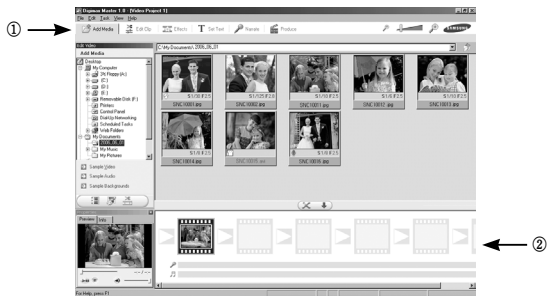 Digimax Master 1.0 - [Video Project 1]
File Edit Task View Help
①
Add Media Edit Clip Effects Set Text Narrate Produce SAMSUNG
Edit Video
Add Media
C:\My Documents\ 2006_06_01
Desktop
My Computer
3½ Floppy (A:)
(C:)
(D:)
(E:)
Removable Disk (F:)
Printers
Control Panel
Dial-Up Networking
Scheduled Tasks
Web Folders
My Documents
2006_06_01
My Music
My Pictures
Sample Video
Sample Audio
Sample Backgrounds
SNC10001.jpg SNC10002.jpg SNC10011.jpg SNC10012.jpg SNC10013.jpg
SNC10014.jpg SNC10015.jpg SNC10016.jpg
Preview Info
②
--/--
For Help, press F1